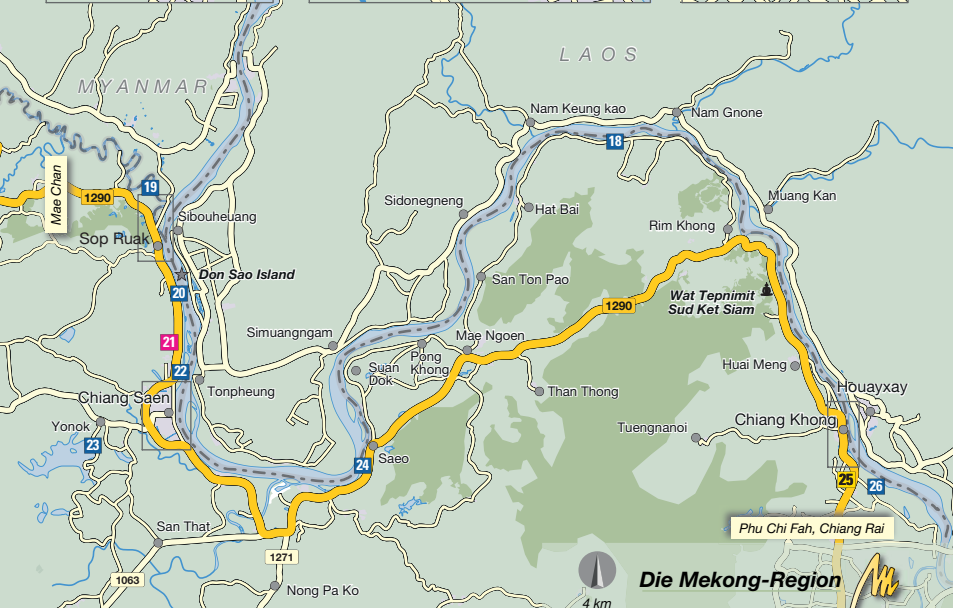 LAOS
MYANMAR
Nam Keung kao
Nam Gnone
18
Mae Chan
1290
19
Sidonegneng
Hat Bai
Muang Kan
Sibouheuang
Sop Ruak
Rim Khong
Don Sao Island
San Ton Pao
20
Wat Tepnimit
Sud Ket Siam
1290
21
Simuangngam
Mae Ngoen
22
Suan
Dok
Pong
Khong
Huai Meng
Tonpheung
Than Thong
Houayxay
Chiang Saen
Yonok
23
Tuengnanoi
Chiang Khong
24
Saeo
25
26
San That
Phu Chi Fah, Chiang Rai
1271
1063
Nong Pa Ko
Die Mekong-Region
4 km